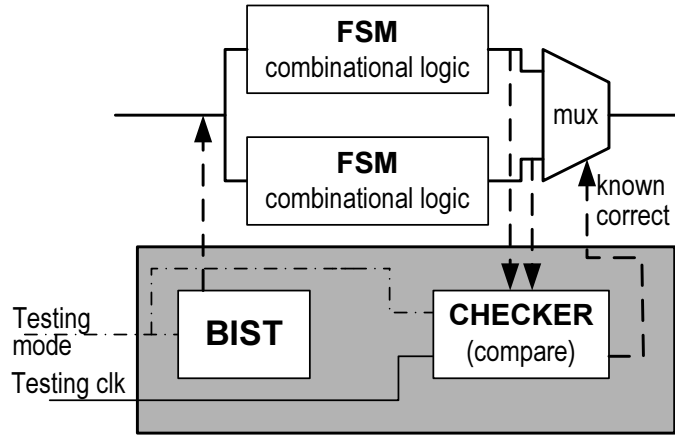 FSM
combinational logic
mux
FSM
combinational logic
known
correct
Testing
mode
BIST
CHECKER
(compare)
Testing clk